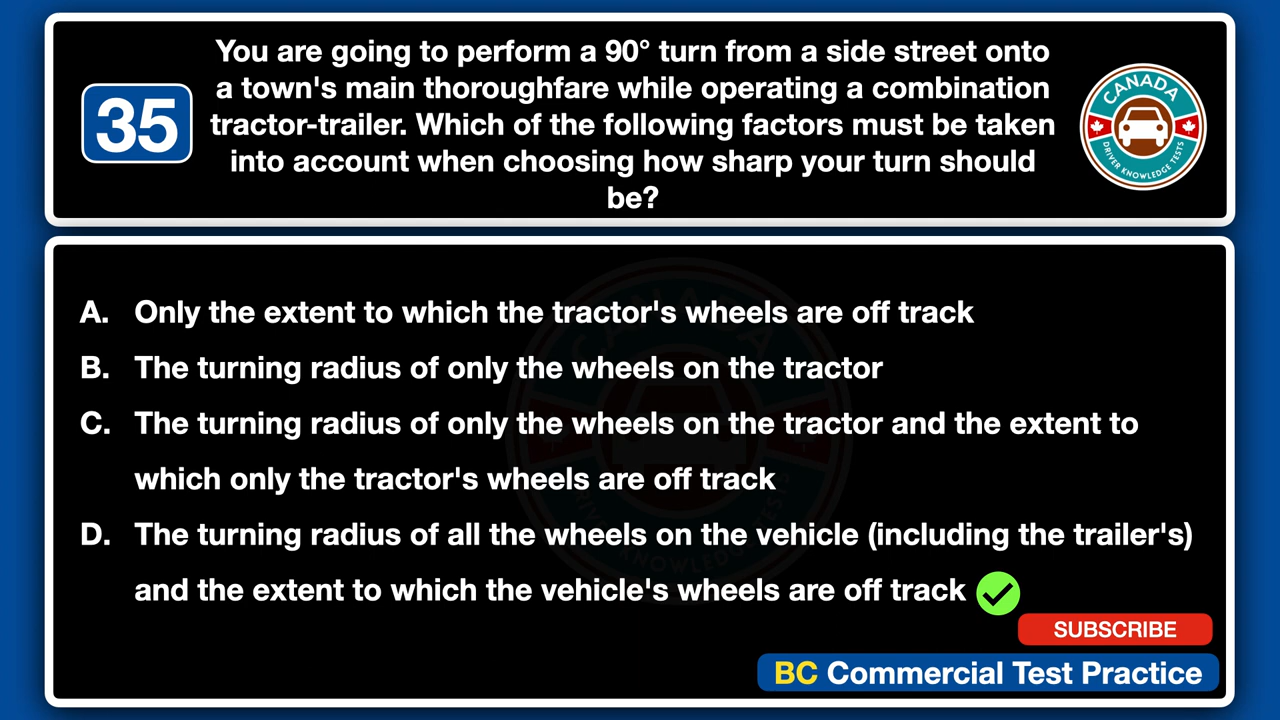 You are going to perform a 90° turn from a side street onto
a town's main thoroughfare while operating a combination
35
tractor-trailer. Which of the following factors must be taken
into account when choosing how sharp your turn should
be?
CANADA
DRIVER KNOWLEDGE TESTS
A. Only the extent to which the tractor's wheels are off track
B. The turning radius of only the wheels on the tractor
C. The turning radius of only the wheels on the tractor and the extent to
which only the tractor's wheels are off track
D. The turning radius of all the wheels on the vehicle (including the trailer's)
and the extent to which the vehicle's wheels are off track
SUBSCRIBE
BC Commercial Test Practice